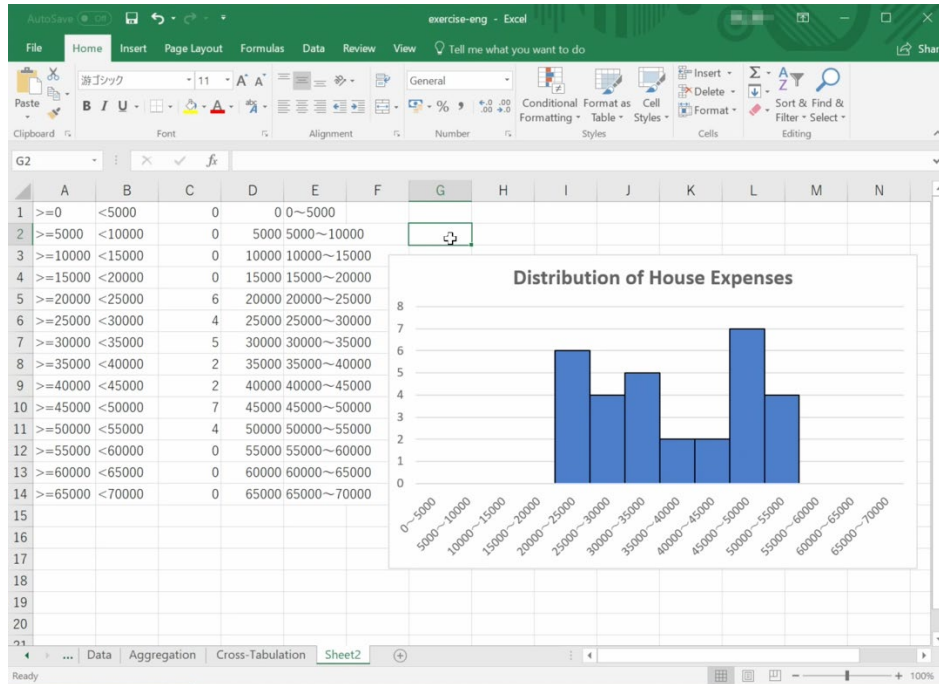 AutoSave Off exercise-eng - Excel
File Home Insert Page Layout Formulas Data Review View Tell me what you want to do Shar
Paste 游ゴシック 11 A A General Conditional Formatting Format as Table Cell Styles Insert Delete Format Σ Sort & Filter Find & Select
B I U A % 9 .0 .00 .00 .0
Clipboard Font Alignment Number Styles Cells Editing
G2 fx
A B C D E F G H I J K L M N
1 >=0 <5000 0 0 0～5000
2 >=5000 <10000 0 5000 5000～10000
3 >=10000 <15000 0 10000 10000～15000
4 >=15000 <20000 0 15000 15000～20000
5 >=20000 <25000 6 20000 20000～25000
6 >=25000 <30000 4 25000 25000～30000
7 >=30000 <35000 5 30000 30000～35000
8 >=35000 <40000 2 35000 35000～40000
9 >=40000 <45000 2 40000 40000～45000
10 >=45000 <50000 7 45000 45000～50000
11 >=50000 <55000 4 50000 50000～55000
12 >=55000 <60000 0 55000 55000～60000
13 >=60000 <65000 0 60000 60000～65000
14 >=65000 <70000 0 65000 65000～70000
15
16
17
18
19
20
21
Distribution of House Expenses
8
7
6
5
4
3
2
1
0
0～5000 5000～10000 10000～15000 15000～20000 20000～25000 25000～30000 30000～35000 35000～40000 40000～45000 45000～50000 50000～55000 55000～60000 60000～65000 65000～70000
... Data Aggregation Cross-Tabulation Sheet2
Ready 100%